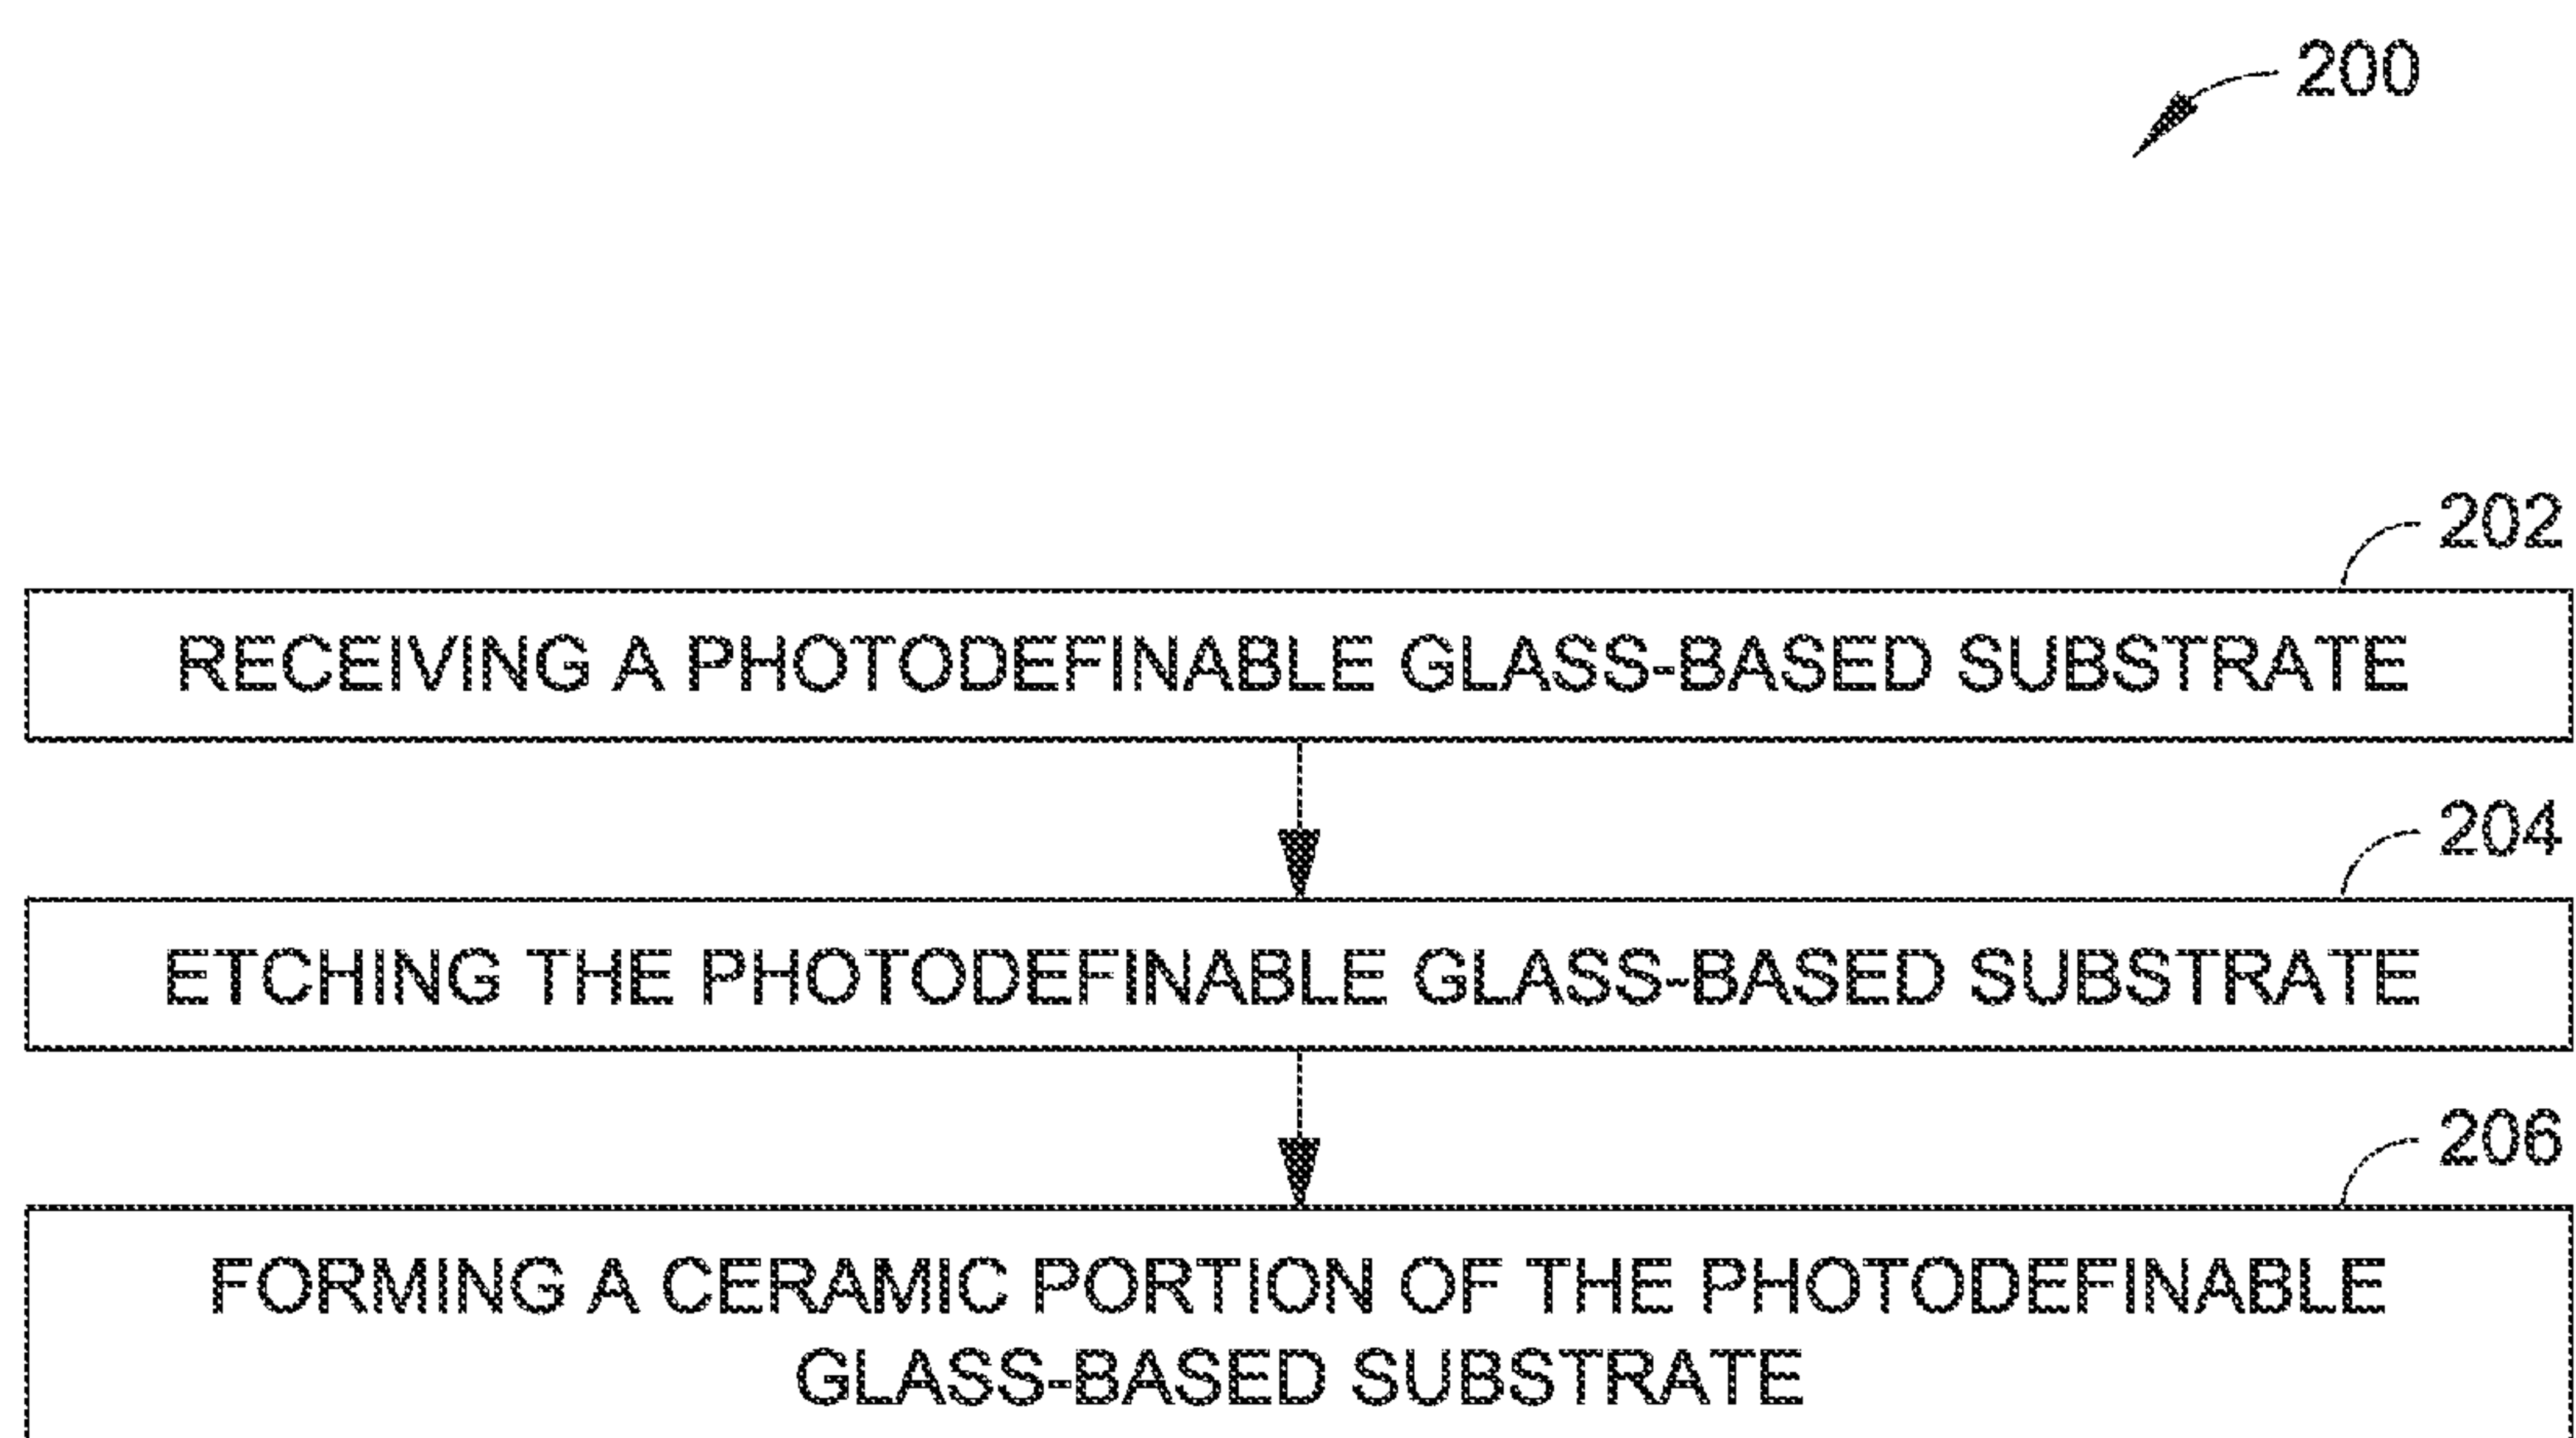 200
202
RECEIVING A PHOTODEFINABLE GLASS-BASED SUBSTRATE
204
ETCHING THE PHOTODEFINABLE GLASS-BASED SUBSTRATE
206
FORMING A CERAMIC PORTION OF THE PHOTODEFINABLE
GLASS-BASED SUBSTRATE